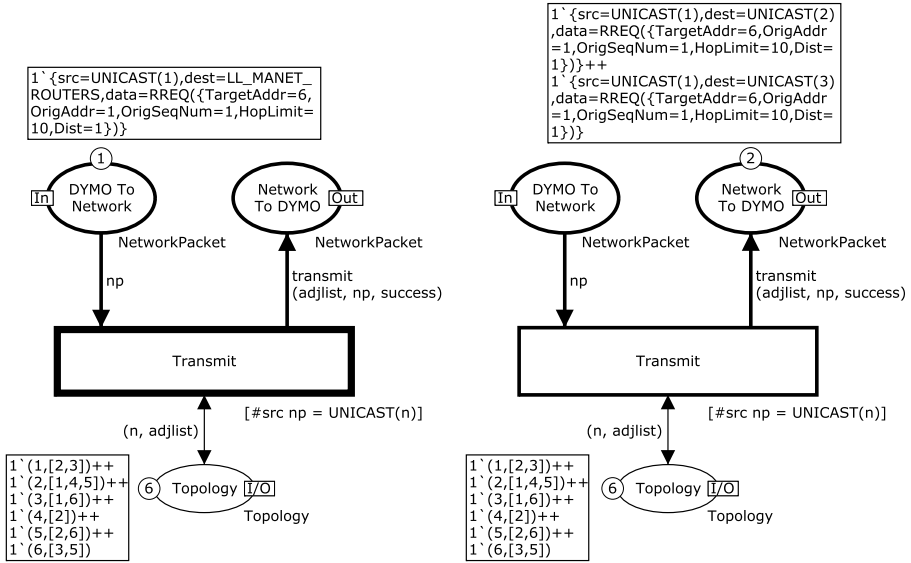 1`{src=UNICAST(1),dest=LL_MANET_
ROUTERS,data=RREQ({TargetAddr=6,
OrigAddr=1,OrigSeqNum=1,HopLimit=
10,Dist=1})}
1
DYMO To
Network
In
Network
To DYMO
Out
NetworkPacket
NetworkPacket
np
transmit
(adjlist, np, success)
Transmit
[#src np = UNICAST(n)]
(n, adjlist)
1`(1,[2,3])++
1`(2,[1,4,5])++
1`(3,[1,6])++
1`(4,[2])++
1`(5,[2,6])++
1`(6,[3,5])
6
Topology
I/O
Topology
1`{src=UNICAST(1),dest=UNICAST(2)
,data=RREQ({TargetAddr=6,OrigAddr
=1,OrigSeqNum=1,HopLimit=10,Dist=
1})}++
1`{src=UNICAST(1),dest=UNICAST(3)
,data=RREQ({TargetAddr=6,OrigAddr
=1,OrigSeqNum=1,HopLimit=10,Dist=
1})}
2
DYMO To
Network
In
Network
To DYMO
Out
NetworkPacket
NetworkPacket
np
transmit
(adjlist, np, success)
Transmit
[#src np = UNICAST(n)]
(n, adjlist)
1`(1,[2,3])++
1`(2,[1,4,5])++
1`(3,[1,6])++
1`(4,[2])++
1`(5,[2,6])++
1`(6,[3,5])
6
Topology
I/O
Topology